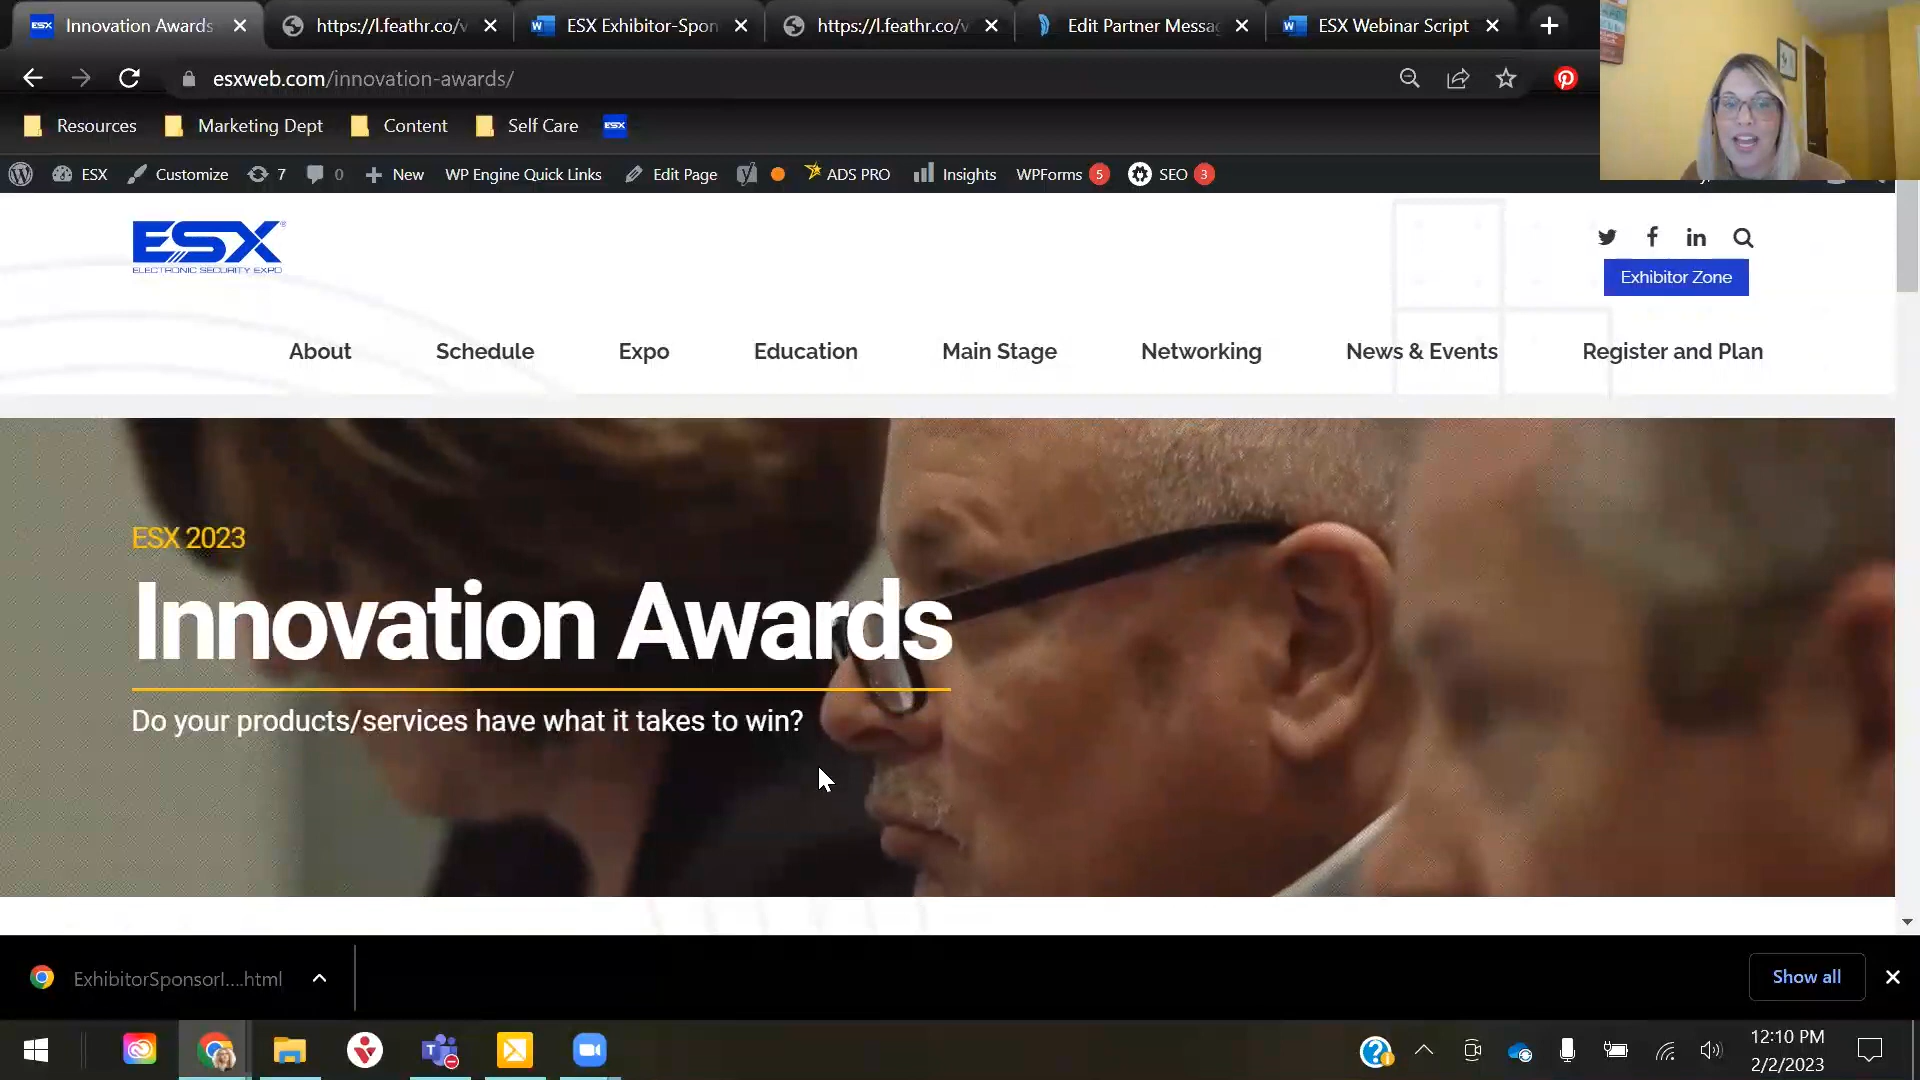 ESX Innovation Awards
https://l.feathr.co/v
ESX Exhibitor-Spon
https://l.feathr.co/v
Edit Partner Messa
ESX Webinar Script
esxweb.com/innovation-awards/
Resources
Marketing Dept
Content
Self Care
ESX
ESX
Customize
7
0
New
WP Engine Quick Links
Edit Page
ADS PRO
Insights
WPForms 5
SEO 3
ESX
ELECTRONIC SECURITY EXPO
Exhibitor Zone
About
Schedule
Expo
Education
Main Stage
Networking
News & Events
Register and Plan
ESX 2023
Innovation Awards
Do your products/services have what it takes to win?
ExhibitorSponsorI....html
Show all
12:10 PM
2/2/2023